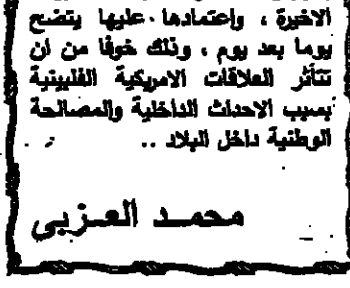 الاخيرة ، واعتمادها عليها يتضح
يوما بعد يوم ، وذلك خوفا من ان
تتأثر العلاقات الامريكية الفلبينية
بسبب الاحداث الداخلية والمصالحة
الوطنية داخل البلاد ..
محمد العزبى